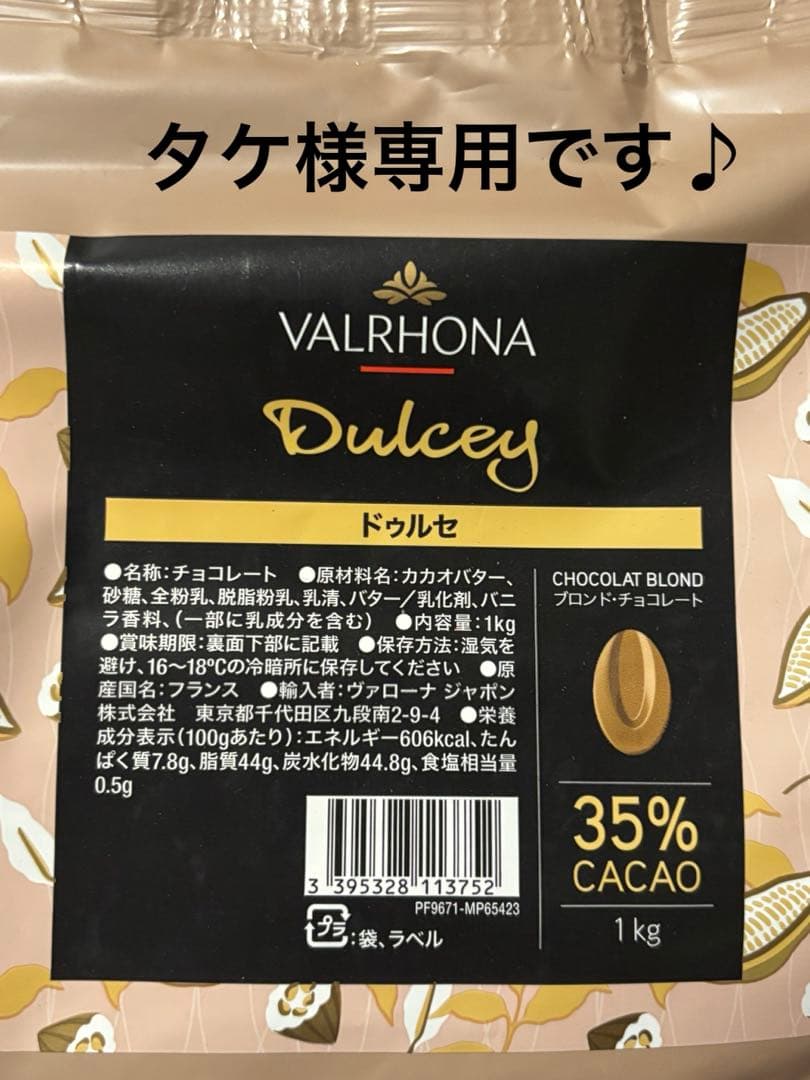 タケ様専用です♪
VALRHONA
Dulcey
ドゥルセ
●名称:チョコレート ●原材料名:カカオバター、
砂糖、全粉乳、脱脂粉乳、乳清、バター/乳化剤、バニ
ラ香料、(一部に乳成分を含む) ●内容量:1kg
●賞味期限:裏面下部に記載 ●保存方法:湿気を
避け、16~18℃の冷暗所に保存してください ●原
産国名:フランス ●輸入者:ヴァローナ ジャポン
株式会社 東京都千代田区九段南2-9-4 ●栄養
成分表示(100gあたり):エネルギー606kcal、たん
ぱく質7.8g、脂質44g、炭水化物44.8g、食塩相当量
0.5g
CHOCOLAT BLOND
ブロンド・チョコレート
35%
CACAO
1kg
3 395328 113752
PF9671-MP65423
プラ:袋、ラベル